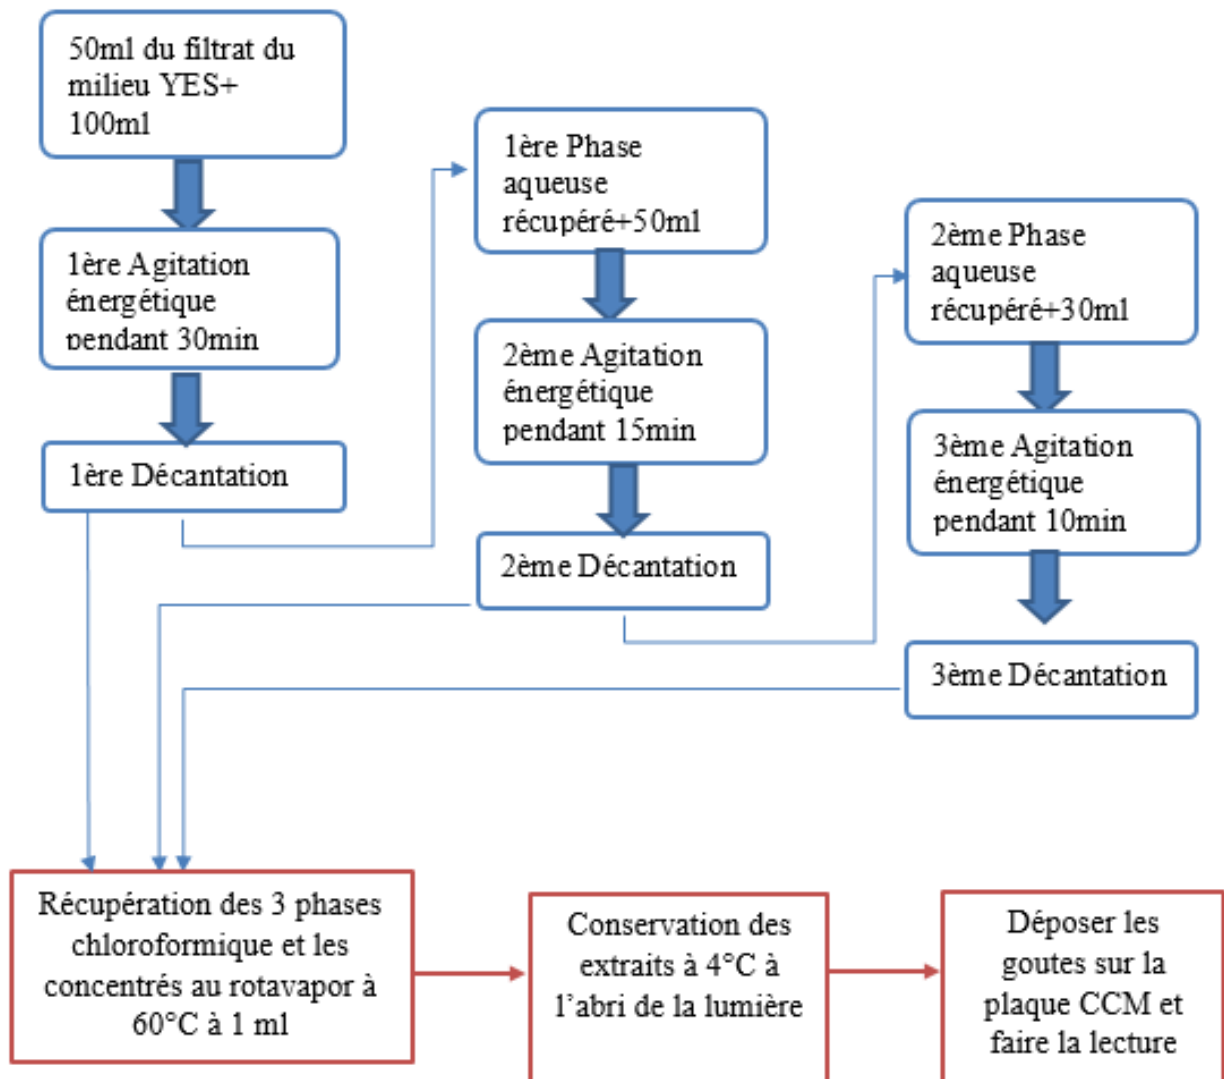 50ml du filtrat du
milieu YES+
100ml
1ère Agitation
énergétique
pendant 30min
1ère Décantation
1ère Phase
aqueuse
récupéré+50ml
2ème Agitation
énergétique
pendant 15min
2ème Décantation
2ème Phase
aqueuse
récupéré+30ml
3ème Agitation
énergétique
pendant 10min
3ème Décantation
Récupération des 3 phases
chloroformique et les
concentrés au rotavapor à
60°C à 1 ml
Conservation des
extraits à 4°C à
l’abri de la lumière
Déposer les
goutes sur la
plaque CCM et
faire la lecture